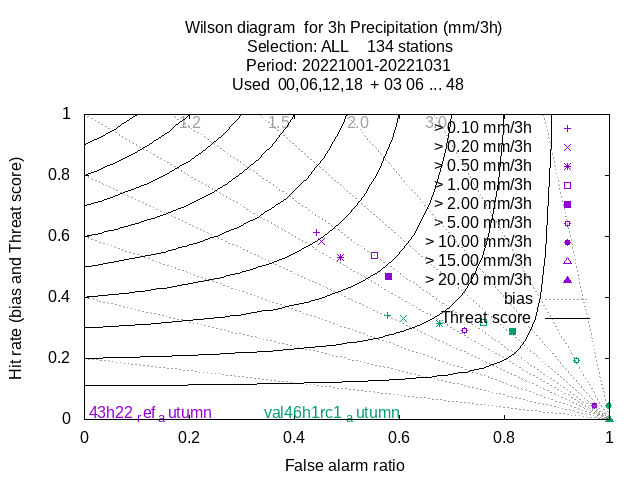 Wilson diagram  for 3h Precipitation (mm/3h)
Selection: ALL    134 stations
Period: 20221001-20221031
Used  00,06,12,18  + 03 06 ... 48
Hit rate (bias and Threat score)
1
0.8
0.6
0.4
0.2
0
1.2
1.5
2.0
3.0
> 0.10 mm/3h
> 0.20 mm/3h
> 0.50 mm/3h
> 1.00 mm/3h
> 2.00 mm/3h
> 5.00 mm/3h
> 10.00 mm/3h
> 15.00 mm/3h
> 20.00 mm/3h
bias
Threat score
43h22_ref_autumn
val46h1rc1_autumn
0 0.2 0.4 0.6 0.8 1
False alarm ratio